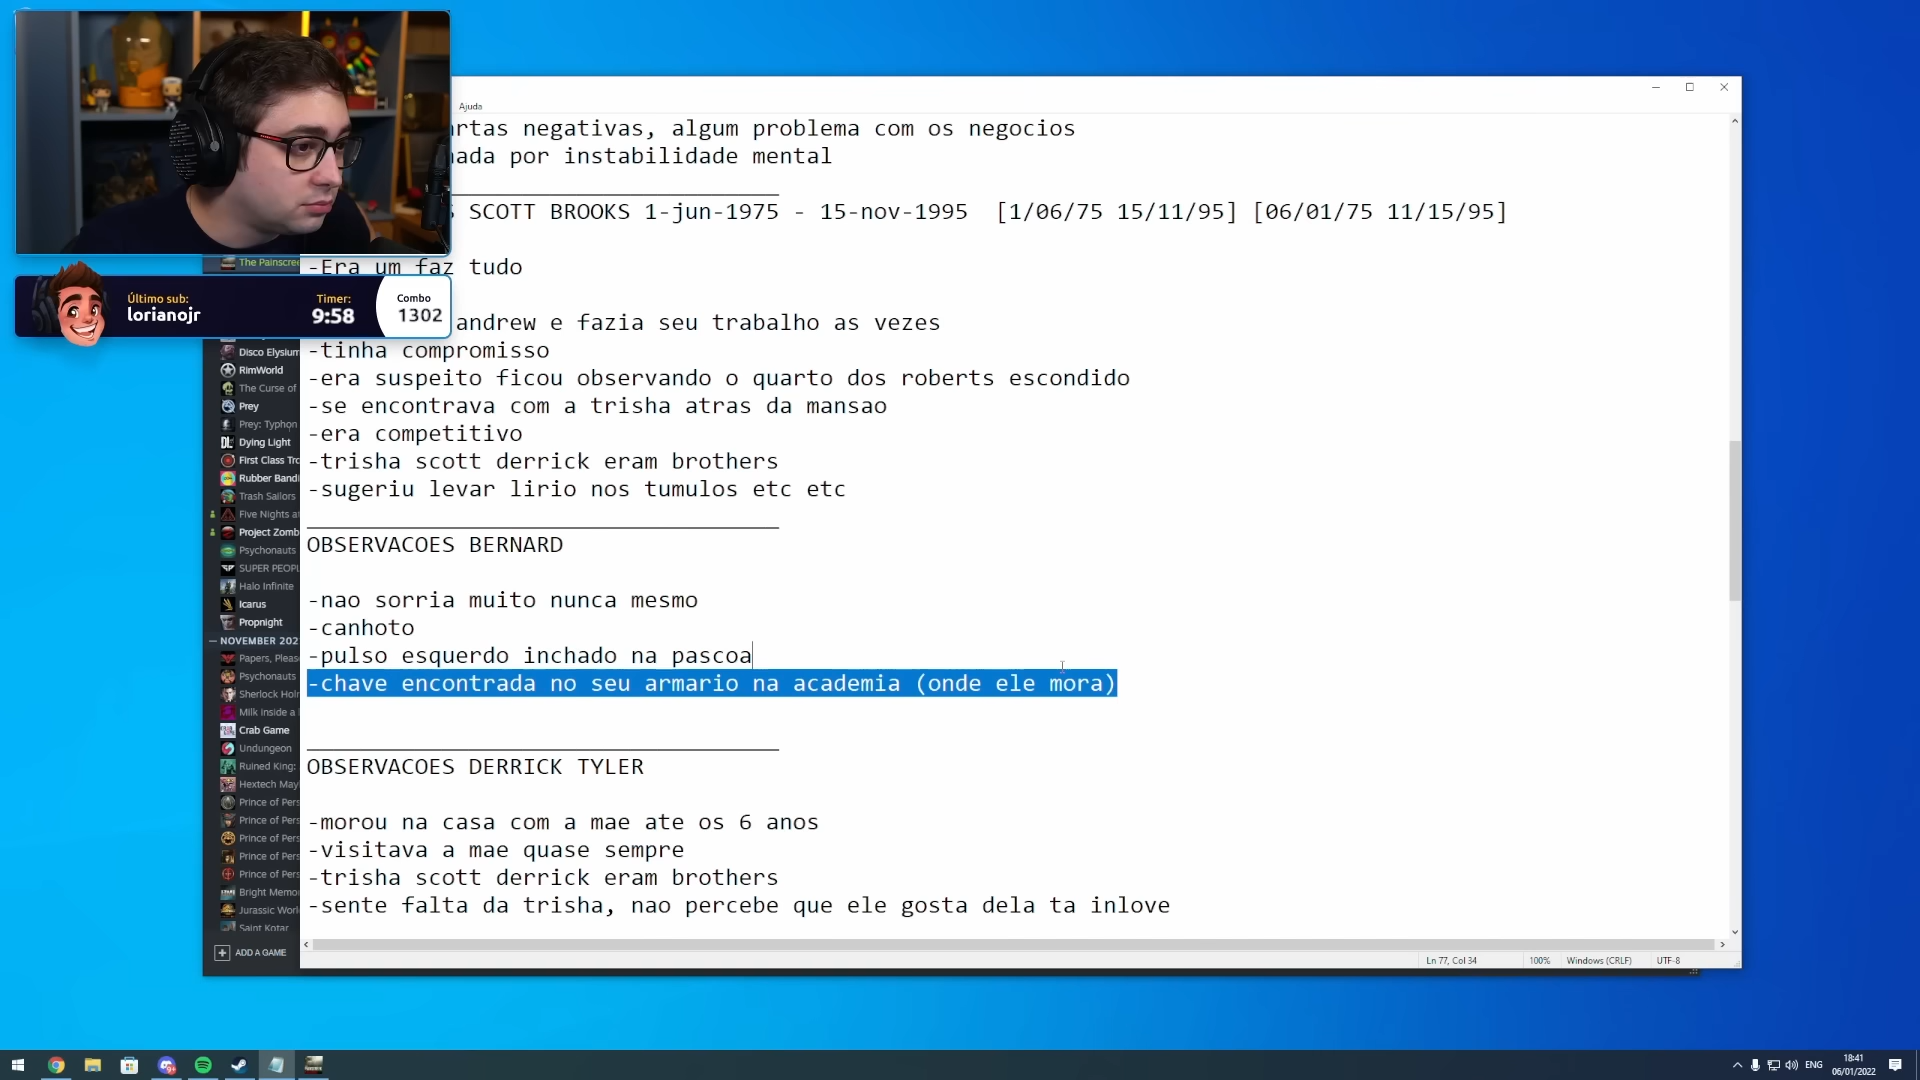 Ajuda
artas negativas, algum problema com os negocios
nada por instabilidade mental
SCOTT BROOKS 1-jun-1975 - 15-nov-1995 [1/06/75 15/11/95] [06/01/75 11/15/95]
The Painscre
-Era um faz tudo
Último sub:
lorianojr
Timer:
9:58
Combo
1302
andrew e fazia seu trabalho as vezes
-tinha compromisso
-era suspeito ficou observando o quarto dos roberts escondido
-se encontrava com a trisha atras da mansao
-era competitivo
-trisha scott derrick eram brothers
-sugeriu levar lirio nos tumulos etc etc
OBSERVACOES BERNARD
-nao sorria muito nunca mesmo
-canhoto
-pulso esquerdo inchado na pascoa
-chave encontrada no seu armario na academia (onde ele mora)
OBSERVACOES DERRICK TYLER
-morou na casa com a mae ate os 6 anos
-visitava a mae quase sempre
-trisha scott derrick eram brothers
-sente falta da trisha, nao percebe que ele gosta dela ta inlove
Disco Elysium
RimWorld
The Curse of
Prey
Prey: Typhon
Dying Light
First Class Tro
Rubber Bandi
Trash Sailors
Five Nights a
Project Zomb
Psychonauts
SUPER PEOPL
Halo Infinite
Icarus
Propnight
— NOVEMBER 202
Papers, Pleas
Psychonauts
Sherlock Hol
Milk inside a
Crab Game
Undungeon
Ruined King:
Hextech May
Prince of Pers
Prince of Pers
Prince of Pers
Prince of Pers
Prince of Pers
Bright Memo
Jurassic Worl
Saint Kotar
ADD A GAME
Ln 77, Col 34
100%
Windows (CRLF)
UTF-8
ENG
18:41
06/01/2022